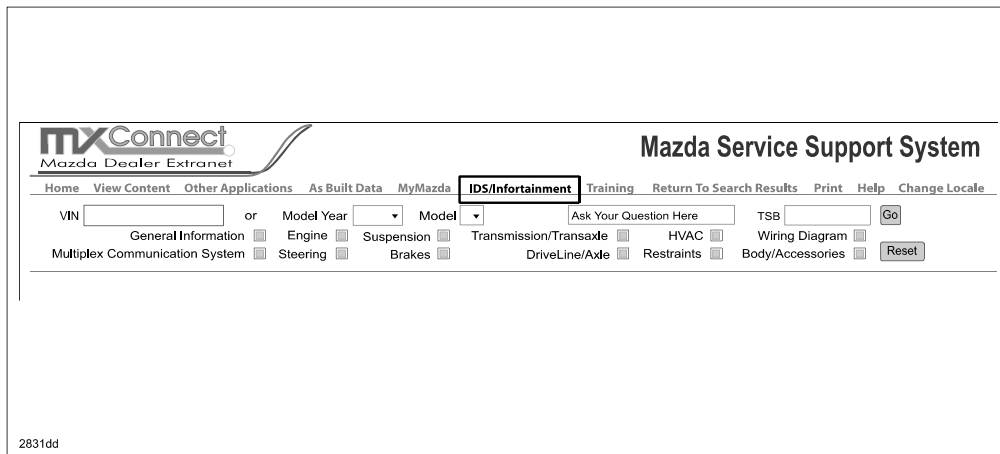 mxConnect
Mazda Dealer Extranet
Mazda Service Support System
Home View Content Other Applications As Built Data MyMazda IDS/Infortainment Training Return To Search Results Print Help Change Locale
VIN or Model Year Model Ask Your Question Here TSB Go
General Information Engine Suspension Transmission/Transaxle HVAC Wiring Diagram
Multiplex Communication System Steering Brakes DriveLine/Axle Restraints Body/Accessories Reset
2831dd